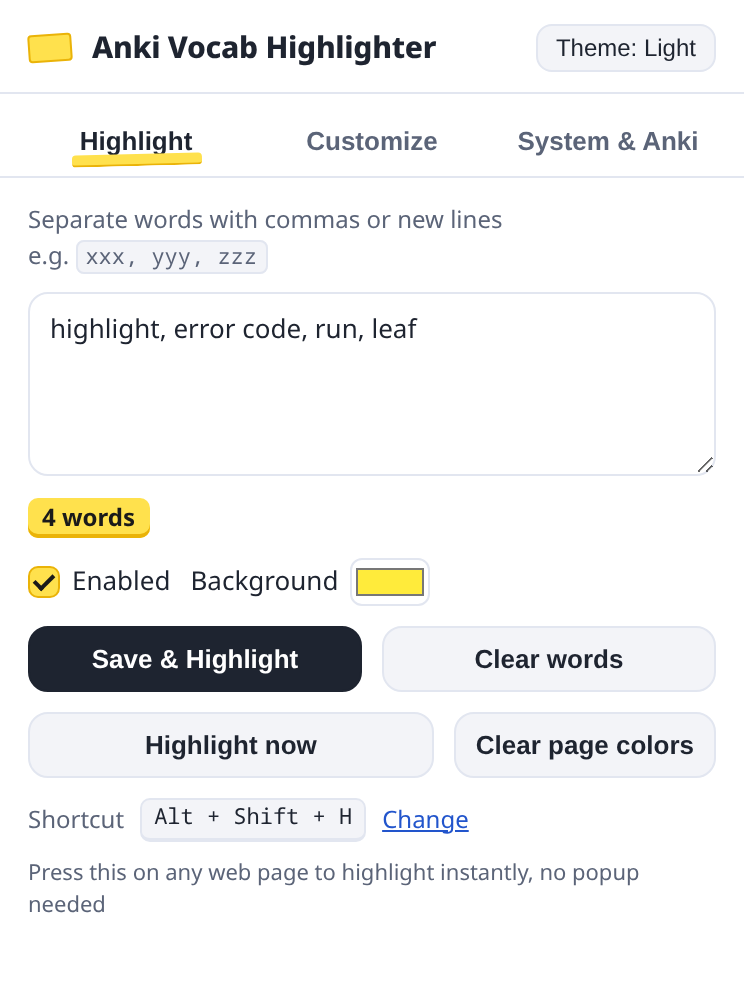 Anki Vocab Highlighter
Theme: Light
Highlight
Customize
System & Anki
Separate words with commas or new lines
e.g. xxx, yyy, zzz
highlight, error code, run, leaf
4 words
Enabled
Background
Save & Highlight
Clear words
Highlight now
Clear page colors
Shortcut Alt + Shift + H Change
Press this on any web page to highlight instantly, no popup
needed